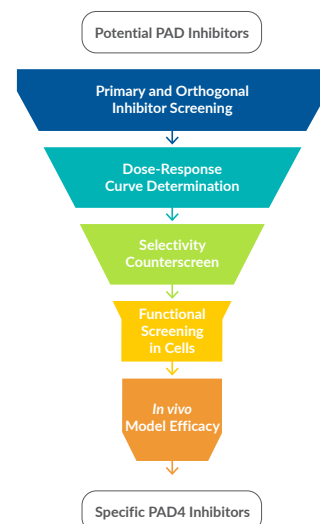 Potential PAD Inhibitors
Primary and Orthogonal
Inhibitor Screening
Dose-Response
Curve Determination
Selectivity
Counterscreen
Functional
Screening
in Cells
In vivo
Model Efficacy
Specific PAD4 Inhibitors